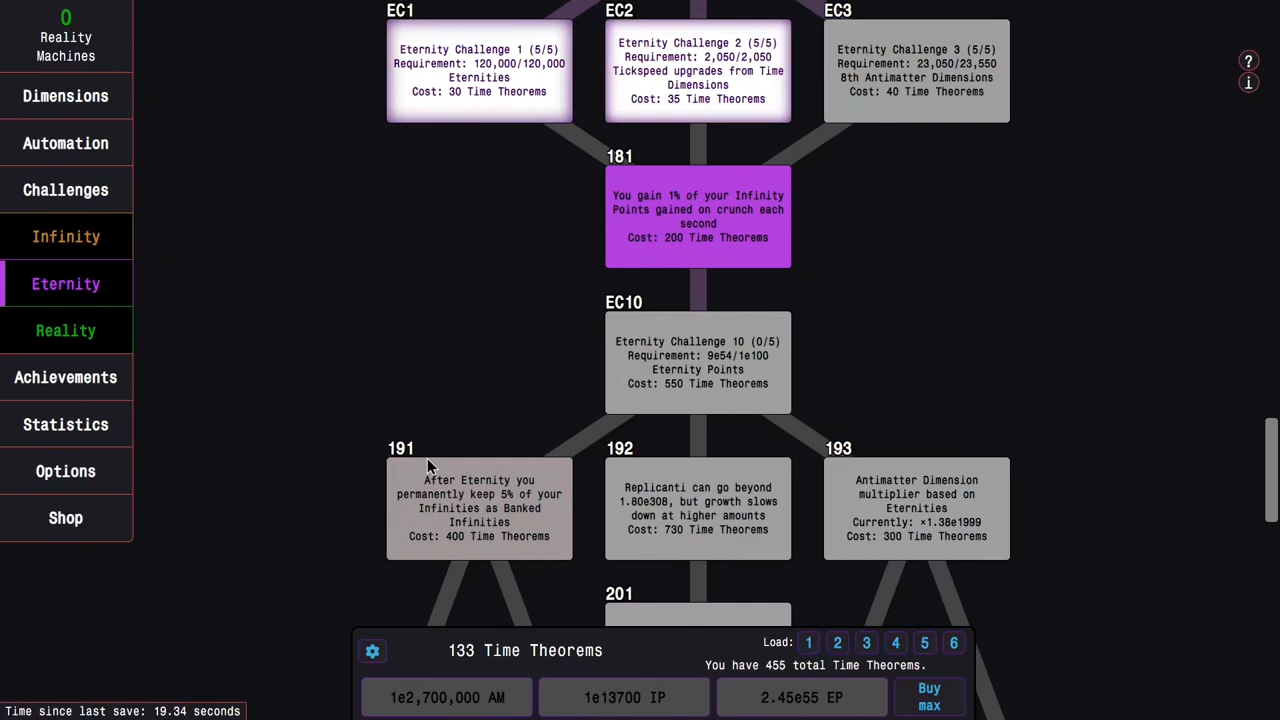 0
Reality
Machines
Dimensions
Automation
Challenges
Infinity
Eternity
Reality
Achievements
Statistics
Options
Shop
Time since last save: 19.34 seconds
EC1
Eternity Challenge 1 (5/5)
Requirement: 120,000/120,000
Eternities
Cost: 30 Time Theorems
EC2
Eternity Challenge 2 (5/5)
Requirement: 2,050/2,050
Tickspeed upgrades from Time
Dimensions
Cost: 35 Time Theorems
EC3
Eternity Challenge 3 (5/5)
Requirement: 23,050/23,550
8th Antimatter Dimensions
Cost: 40 Time Theorems
?
i
181
You gain 1% of your Infinity
Points gained on crunch each
second
Cost: 200 Time Theorems
EC10
Eternity Challenge 10 (0/5)
Requirement: 9e54/1e100
Eternity Points
Cost: 550 Time Theorems
191
After Eternity you
permanently keep 5% of your
Infinities as Banked
Infinities
Cost: 400 Time Theorems
192
Replicanti can go beyond
1.80e308, but growth slows
down at higher amounts
Cost: 730 Time Theorems
193
Antimatter Dimension
multiplier based on
Eternities
Currently: ×1.38e1999
Cost: 300 Time Theorems
201
133 Time Theorems
Load: 1 2 3 4 5 6
You have 455 total Time Theorems.
1e2,700,000 AM
1e13700 IP
2.45e55 EP
Buy
max